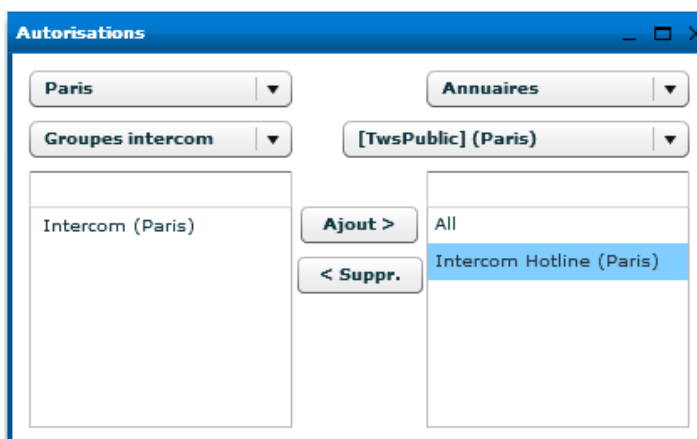 Autorisations
Paris
Annuaires
Groupes intercom
[TwsPublic] (Paris)
Intercom (Paris)
Ajout >
All
< Suppr.
Intercom Hotline (Paris)